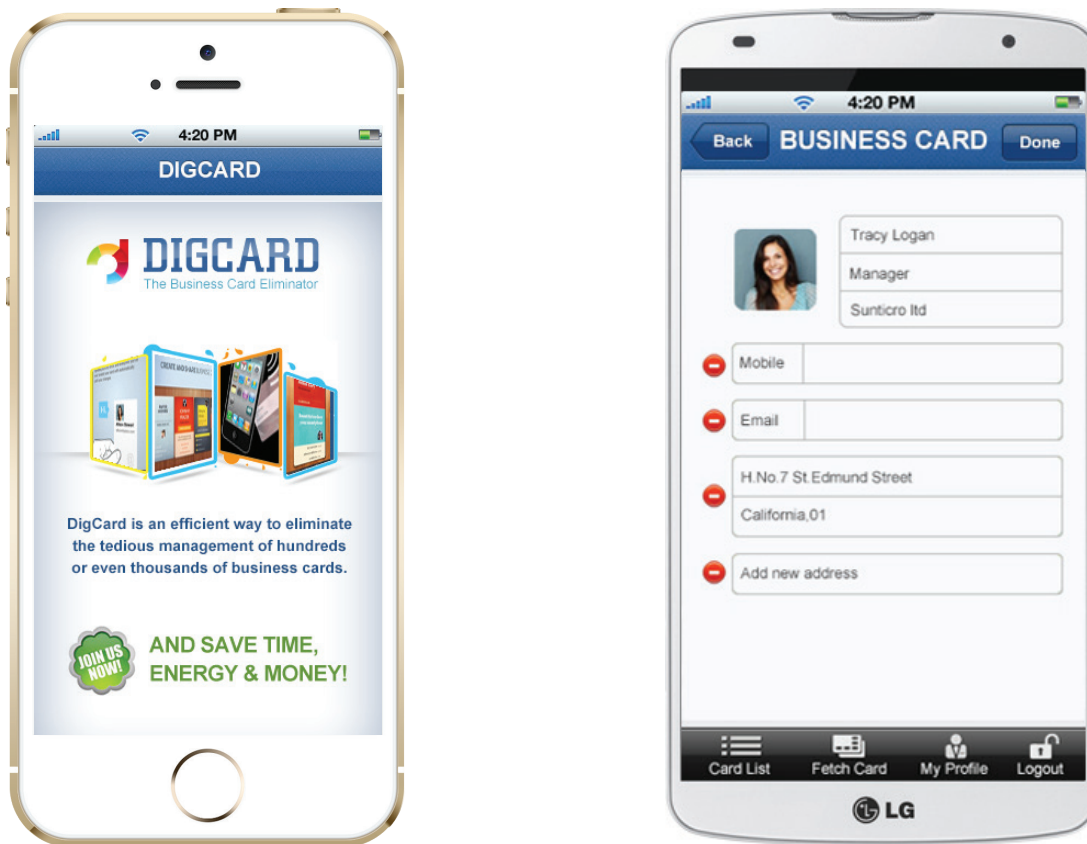 4:20 PM
DIGCARD
DIGCARD
The Business Card Eliminator
CREATE AND SHARE
DigCard is an efficient way to eliminate
the tedious management of hundreds
or even thousands of business cards.
JOIN US
NOW!
AND SAVE TIME,
ENERGY & MONEY!
4:20 PM
Back
BUSINESS CARD
Done
Tracy Logan
Manager
Sunticro ltd
Mobile
Email
H.No.7 St.Edmund Street
California,01
Add new address
Card List
Fetch Card
My Profile
Logout
LG